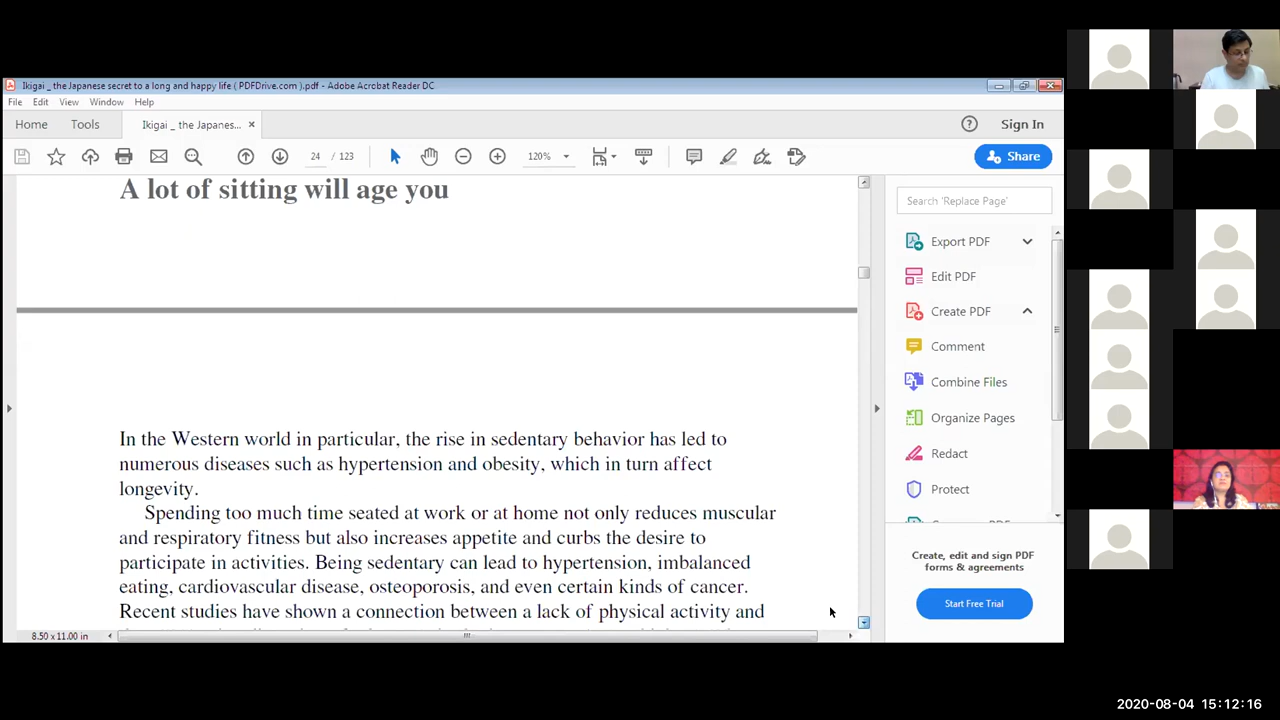 Ikigai _ the Japanese secret to a long and happy life ( PDFDrive.com ).pdf - Adobe Acrobat Reader DC
File Edit View Window Help
Home Tools Ikigai _ the Japanes... × Sign In
24 / 123 120% Share
A lot of sitting will age you
In the Western world in particular, the rise in sedentary behavior has led to
numerous diseases such as hypertension and obesity, which in turn affect
longevity.
Spending too much time seated at work or at home not only reduces muscular
and respiratory fitness but also increases appetite and curbs the desire to
participate in activities. Being sedentary can lead to hypertension, imbalanced
eating, cardiovascular disease, osteoporosis, and even certain kinds of cancer.
Recent studies have shown a connection between a lack of physical activity and
8.50 x 11.00 in
Search 'Replace Page'
Export PDF
Edit PDF
Create PDF
Comment
Combine Files
Organize Pages
Redact
Protect
Create, edit and sign PDF
forms & agreements
Start Free Trial
2020-08-04 15:12:16